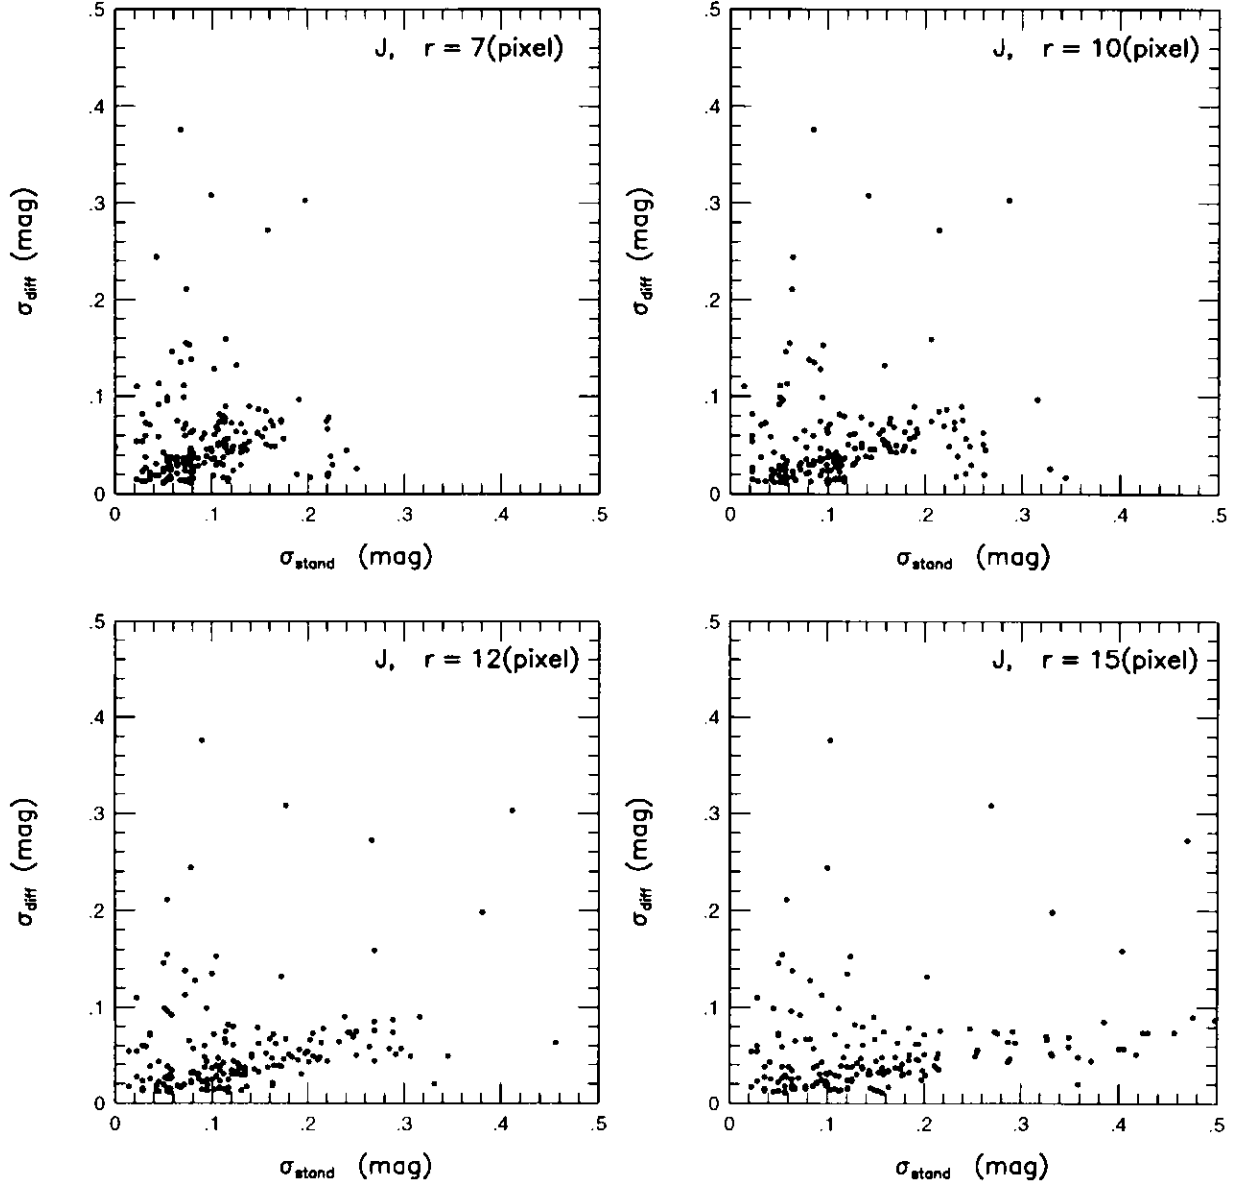 .5
.4
.3
.2
.1
0
σdiff (mag)
J, r = 7(pixel)
0 .1 .2 .3 .4 .5
σstand (mag)
.5
.4
.3
.2
.1
0
σdiff (mag)
J, r = 10(pixel)
0 .1 .2 .3 .4 .5
σstand (mag)
.5
.4
.3
.2
.1
0
σdiff (mag)
J, r = 12(pixel)
0 .1 .2 .3 .4 .5
σstand (mag)
.5
.4
.3
.2
.1
0
σdiff (mag)
J, r = 15(pixel)
0 .1 .2 .3 .4 .5
σstand (mag)